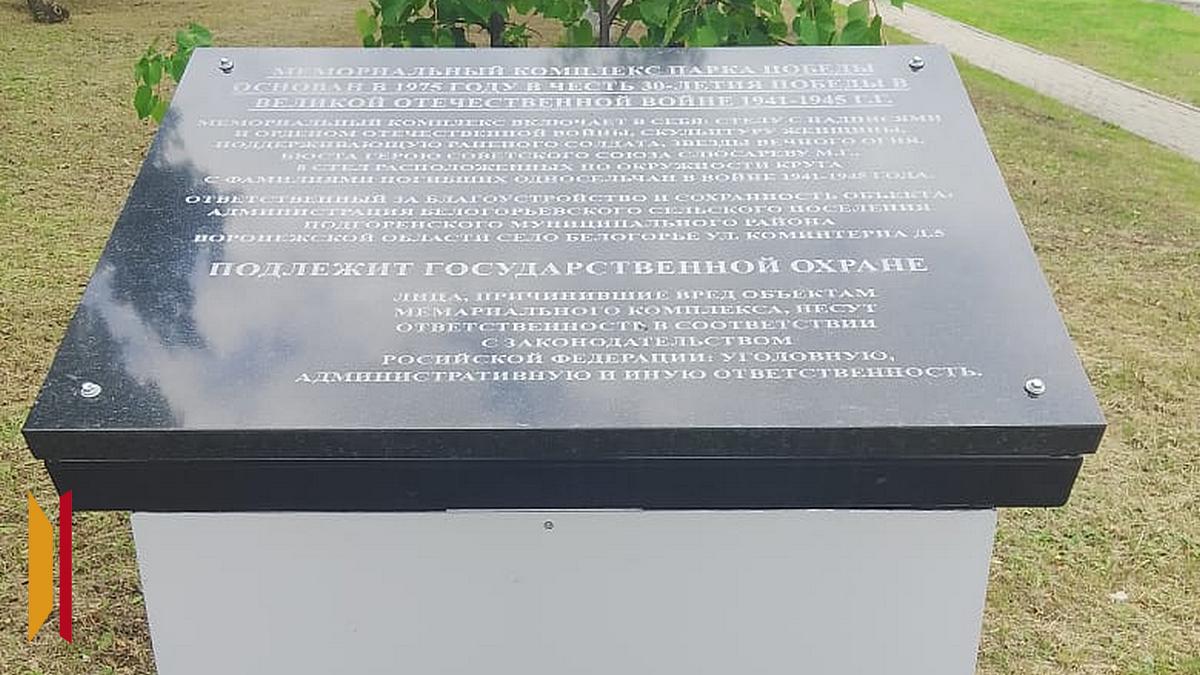 МЕМОРИАЛЬНЫЙ КОМПЛЕКС ПАРКА ПОБЕДЫ
ОСНОВАН В 1975 ГОДУ В ЧЕСТЬ 30-ЛЕТИЯ ПОБЕДЫ В
ВЕЛИКОЙ ОТЕЧЕСТВЕННОЙ ВОЙНЕ 1941-1945 Г.Г.
МЕМОРИАЛЬНЫЙ КОМПЛЕКС ВКЛЮЧАЕТ В СЕБЯ: СТЕЛУ С НАДПИСЯМИ
И ОРДЕНОМ ОТЕЧЕСТВЕННОЙ ВОЙНЫ, СКУЛЬПТУРУ ЖЕНЩИНЫ,
ПОДДЕРЖИВАЮЩУЮ РАНЕНОГО СОЛДАТА, ЗВЕЗДЫ ВЕЧНОГО ОГНЯ,
БЮСТА ГЕРОЮ СОВЕТСКОГО СОЮЗА СЛЮСАРЕВУ М.Г.,
8 СТЕЛ РАСПОЛОЖЕННЫХ ПО ОКРУЖНОСТИ КРУГА
С ФАМИЛИЯМИ ПОГИБШИХ ОДНОСЕЛЬЧАН В ВОЙНЕ 1941-1945 ГОДА.
ОТВЕТСТВЕННЫЙ ЗА БЛАГОУСТРОЙСТВО И СОХРАННОСТЬ ОБЪЕКТА:
АДМИНИСТРАЦИЯ БЕЛОГОРЬЕВСКОГО СЕЛЬСКОГО ПОСЕЛЕНИЯ
ПОДГОРЕНСКОГО МУНИЦИПАЛЬНОГО РАЙОНА
ВОРОНЕЖСКОЙ ОБЛАСТИ СЕЛО БЕЛОГОРЬЕ УЛ. КОМИНТЕРНА Д.5
ПОДЛЕЖИТ ГОСУДАРСТВЕННОЙ ОХРАНЕ
ЛИЦА, ПРИЧИНИВШИЕ ВРЕД ОБЪЕКТАМ
МЕМАРИАЛЬНОГО КОМПЛЕКСА, НЕСУТ
ОТВЕТСТВЕННОСТЬ В СООТВЕТСТВИИ
С ЗАКОНОДАТЕЛЬСТВОМ
РОСИЙСКОЙ ФЕДЕРАЦИИ: УГОЛОВНУЮ,
АДМИНИСТРАТИВНУЮ И ИНУЮ ОТВЕТСТВЕННОСТЬ.